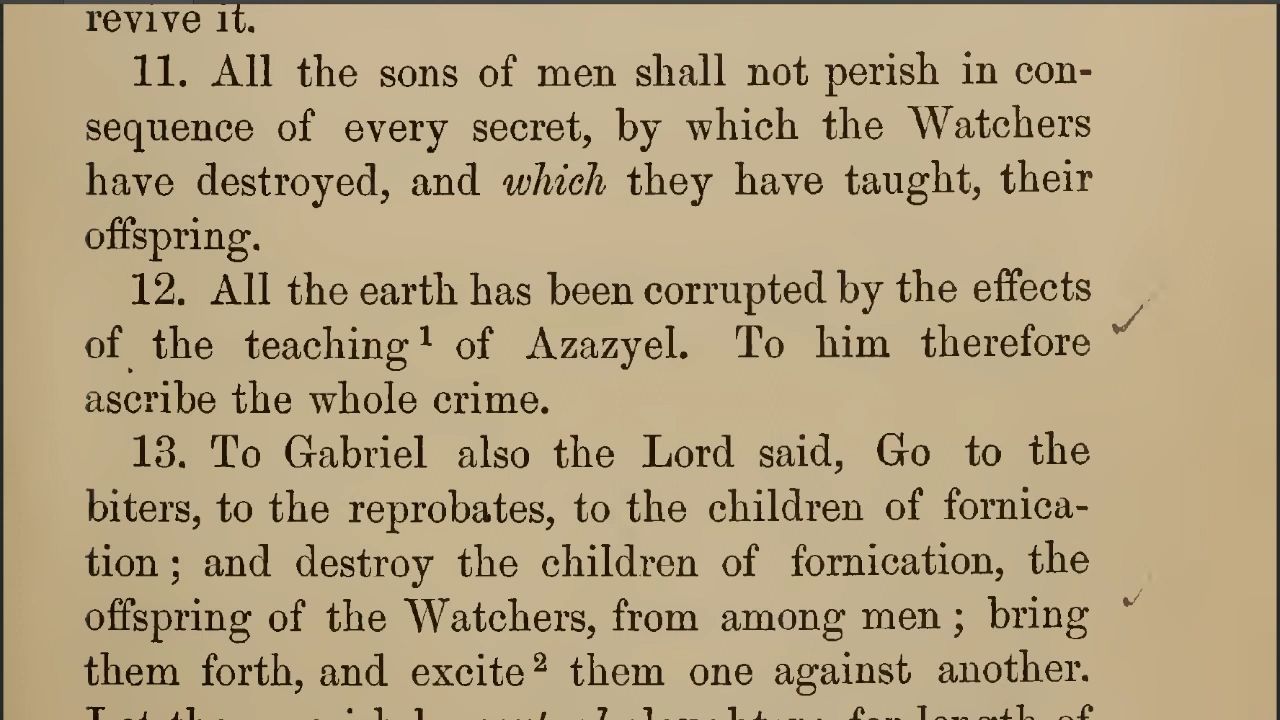 revive it.
11. All the sons of men shall not perish in con-
sequence of every secret, by which the Watchers
have destroyed, and which they have taught, their
offspring.
12. All the earth has been corrupted by the effects
of the teaching¹ of Azazyel. To him therefore
ascribe the whole crime.
13. To Gabriel also the Lord said, Go to the
biters, to the reprobates, to the children of fornica-
tion ; and destroy the children of fornication, the
offspring of the Watchers, from among men ; bring
them forth, and excite² them one against another.
for length of